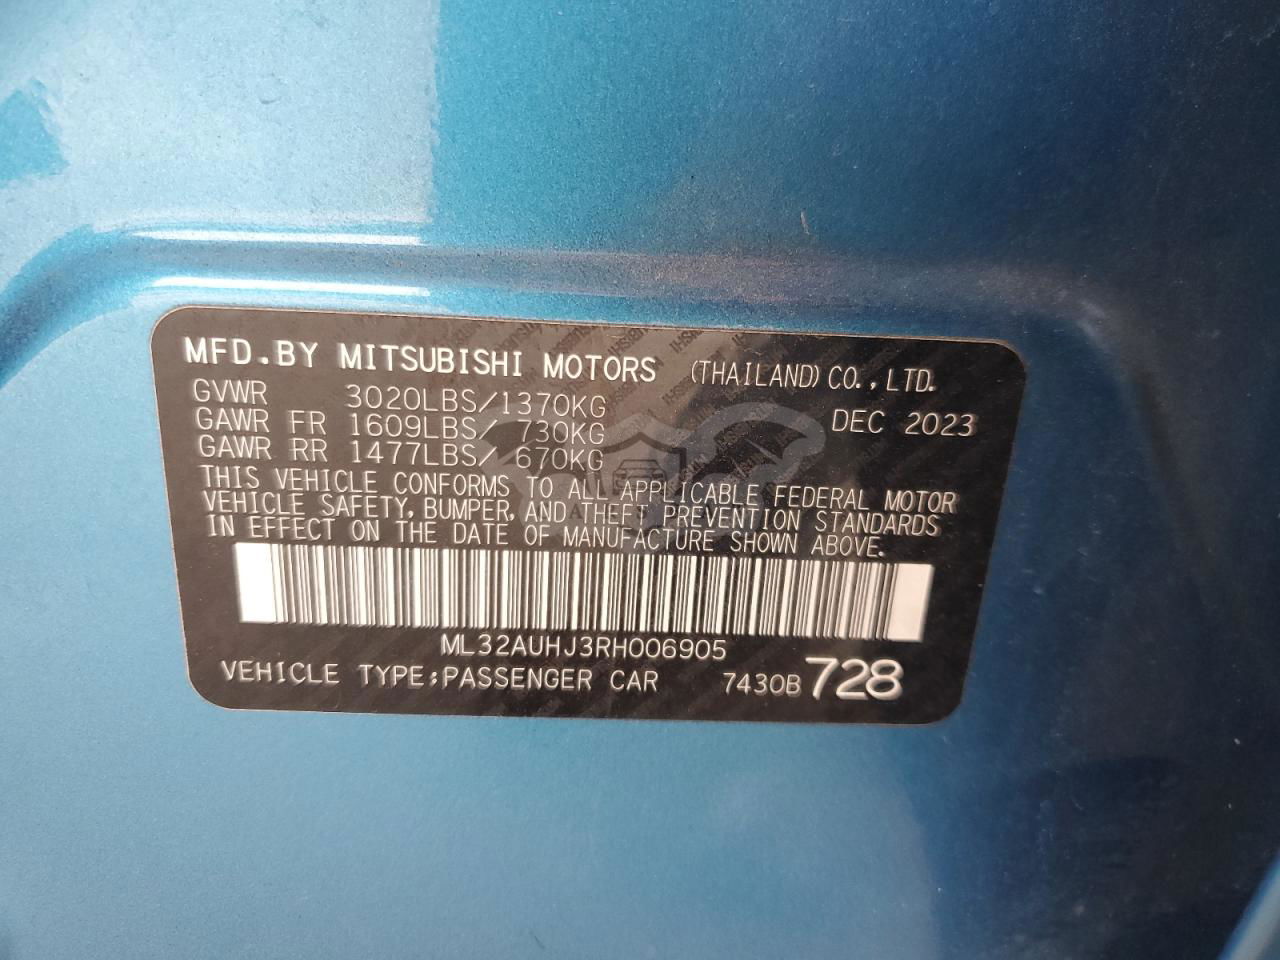 MFD.BY MITSUBISHI MOTORS (THAILAND) CO.,LTD.
GVWR 3020LBS/1370KG DEC 2023
GAWR FR 1609LBS/ 730KG
GAWR RR 1477LBS/ 670KG
THIS VEHICLE CONFORMS TO ALL APPLICABLE FEDERAL MOTOR
VEHICLE SAFETY, BUMPER, AND THEFT PREVENTION STANDARDS
IN EFFECT ON THE DATE OF MANUFACTURE SHOWN ABOVE.
ML32AUHJ3RH006905
VEHICLE TYPE:PASSENGER CAR 7430B 728